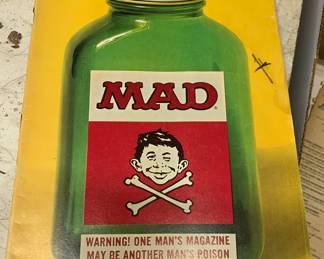 MAD
WARNING! ONE MAN'S MAGAZINE
MAY BE ANOTHER MAN'S POISON